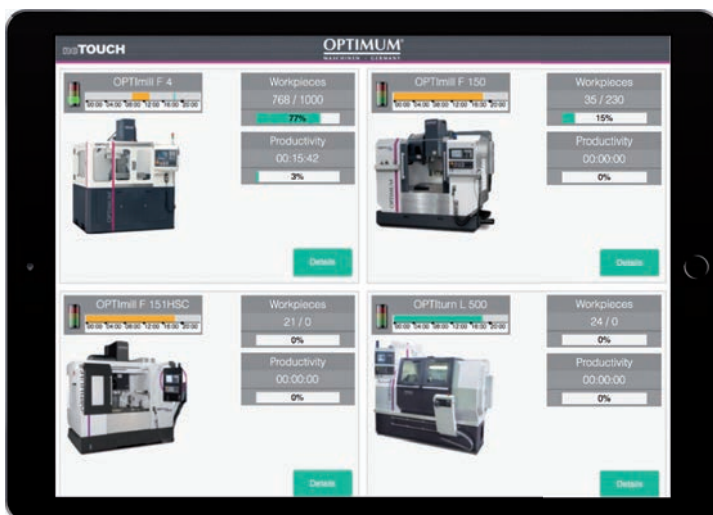 mcTOUCH
OPTIMUM
MASCHINEN - GERMANY
OPTImill F 4
00:00 04:00 08:00 12:00 16:00 20:00
Workpieces
768 / 1000
77%
Productivity
00:15:42
3%
Details
OPTImill F 150
00:00 04:00 08:00 12:00 16:00 20:00
Workpieces
35 / 230
15%
Productivity
00:00:00
0%
Details
OPTImill F 151HSC
00:00 04:00 08:00 12:00 16:00 20:00
Workpieces
21 / 0
0%
Productivity
00:00:00
0%
Details
OPTIturn L 500
00:00 04:00 08:00 12:00 16:00 20:00
Workpieces
24 / 0
0%
Productivity
00:00:00
0%
Details